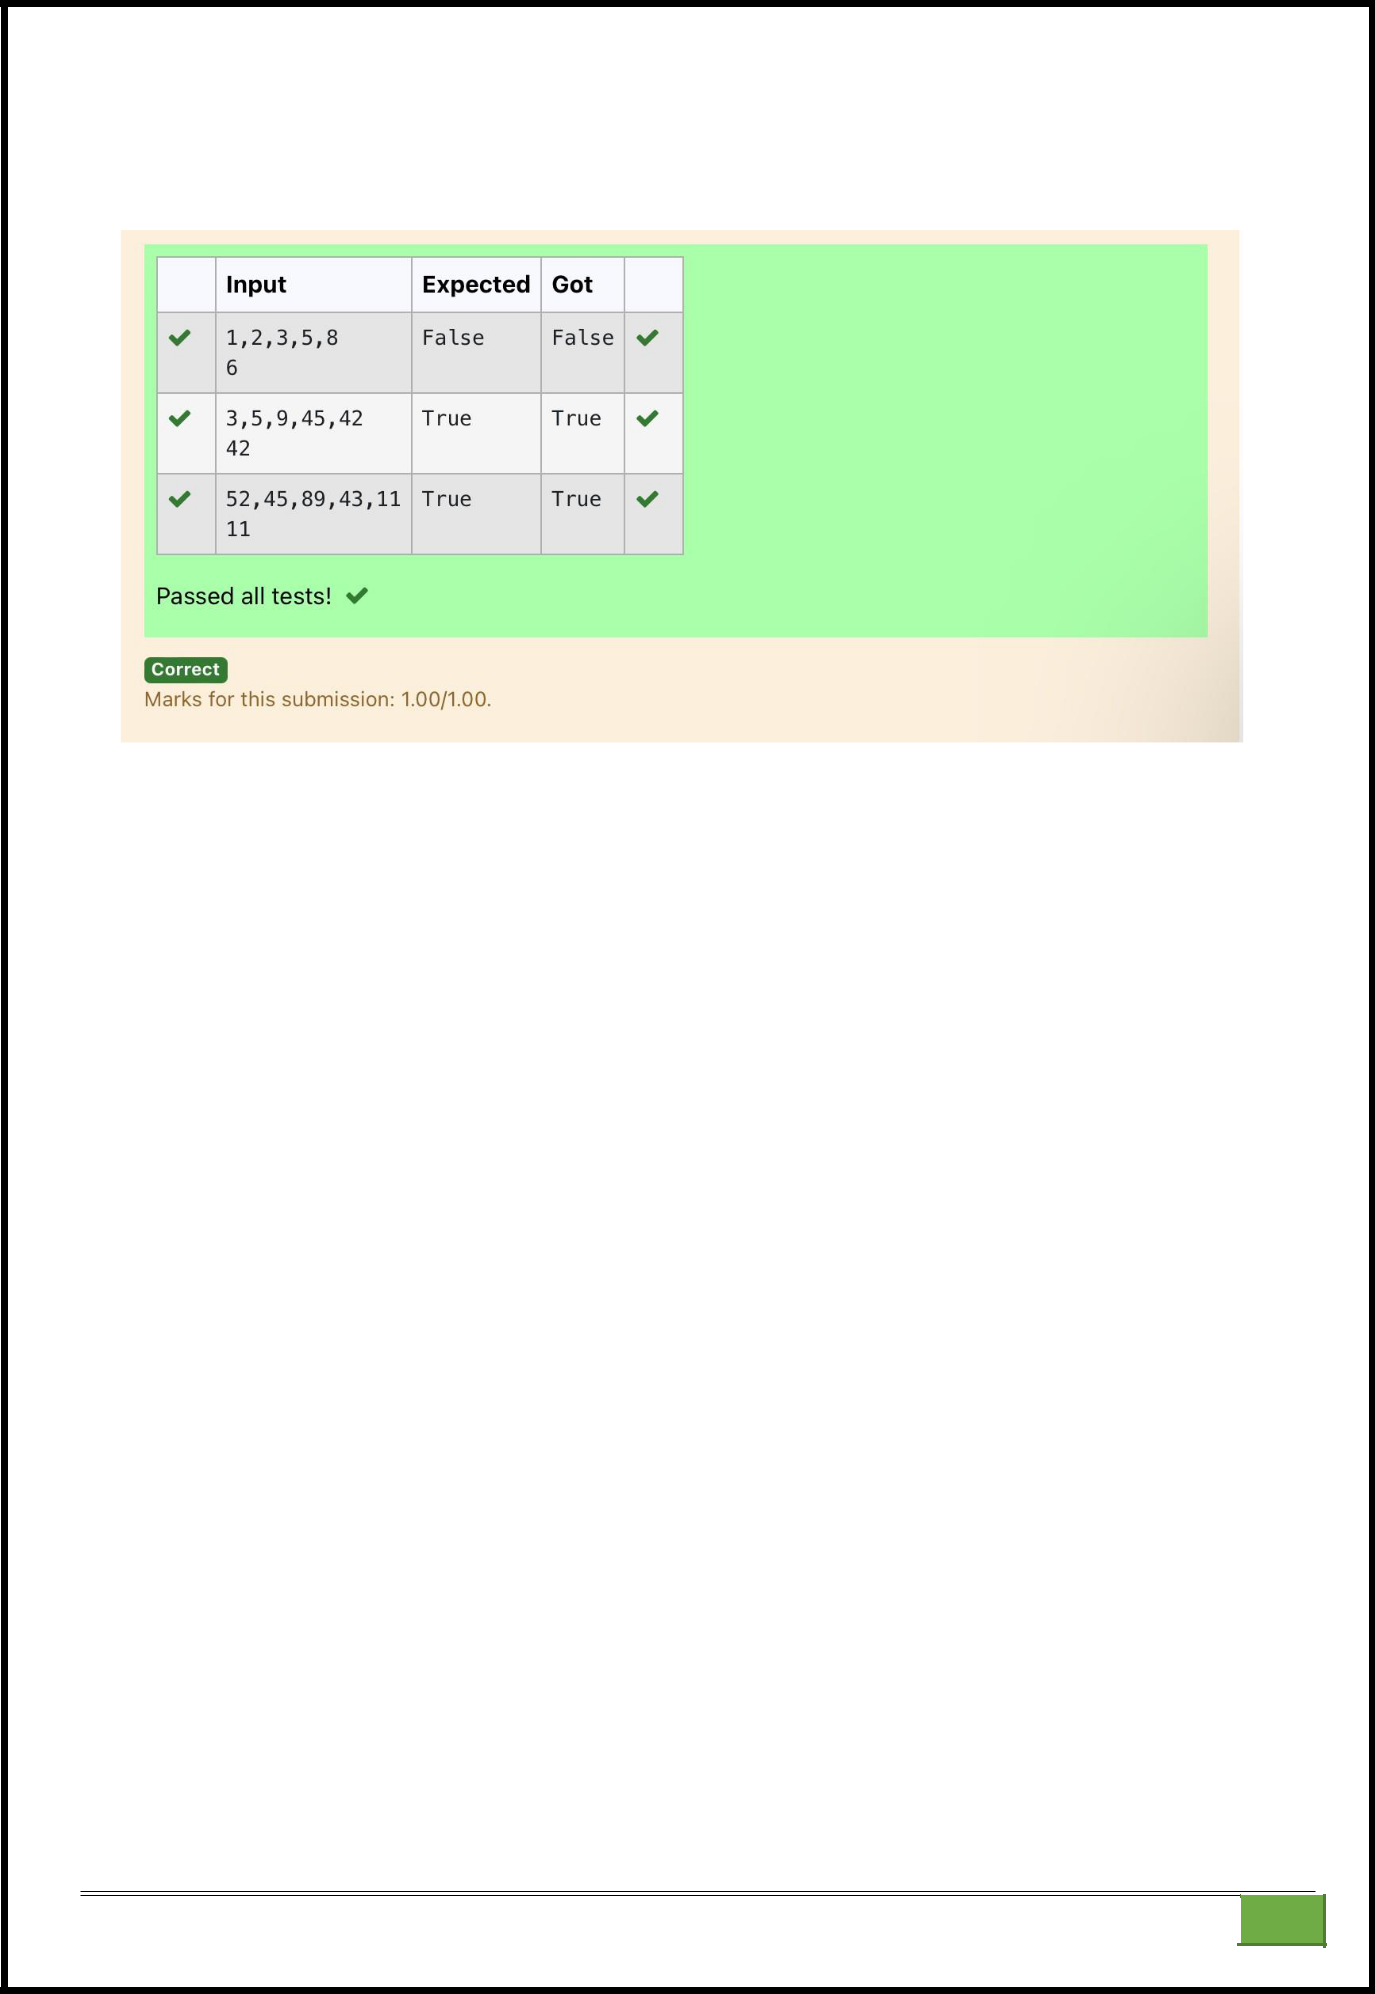 Input Expected Got
1,2,3,5,8 False False
6
3,5,9,45,42 True True
42
52,45,89,43,11 True True
11
Passed all tests!
Correct
Marks for this submission: 1.00/1.00.